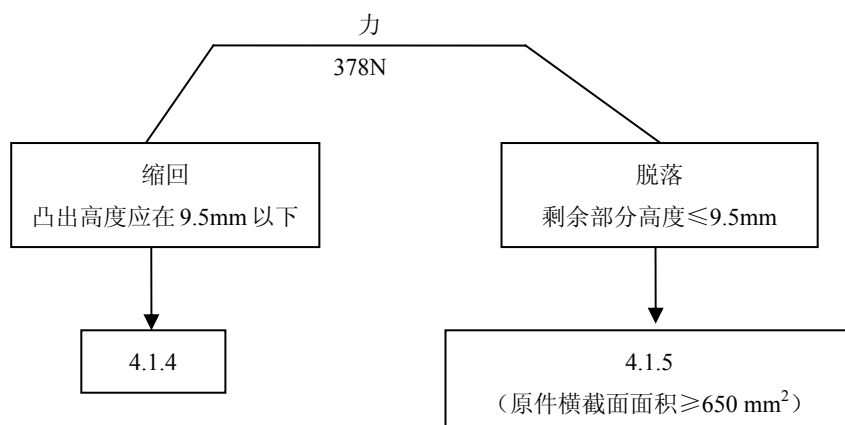 力
378N
缩回
凸出高度应在 9.5mm 以下
脱落
剩余部分高度≤9.5mm
4.1.4
4.1.5
（原件横截面面积≥650 mm²）